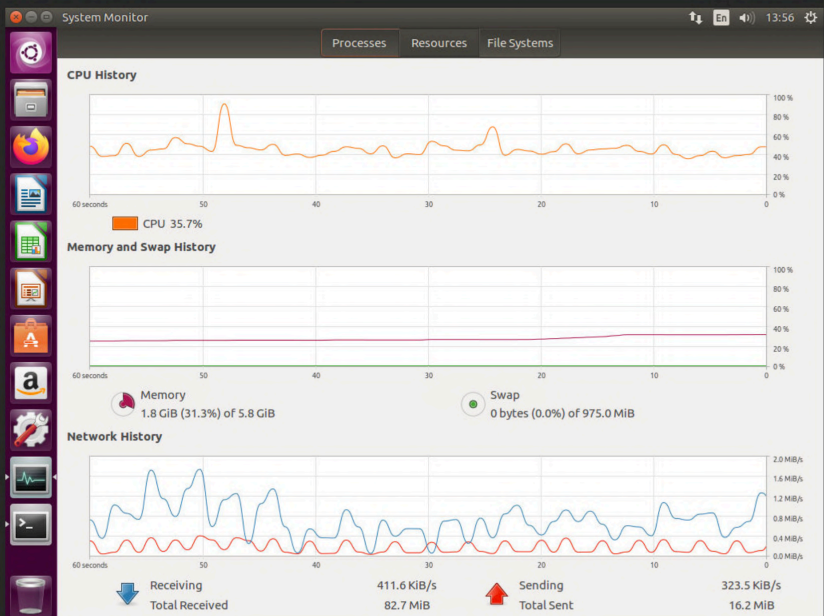 System Monitor
En
13:56
Processes
Resources
File Systems
CPU History
100 %
80 %
60 %
40 %
20 %
0 %
60 seconds
50
40
30
20
10
0
CPU 35.7%
Memory and Swap History
100 %
80 %
60 %
40 %
20 %
0 %
60 seconds
50
40
30
20
10
0
Memory
1.8 GiB (31.3%) of 5.8 GiB
Swap
0 bytes (0.0%) of 975.0 MiB
Network History
2.0 MiB/s
1.6 MiB/s
1.2 MiB/s
0.8 MiB/s
0.4 MiB/s
0.0 MiB/s
60 seconds
50
40
30
20
10
0
Receiving
411.6 KiB/s
Total Received
82.7 MiB
Sending
323.5 KiB/s
Total Sent
16.2 MiB